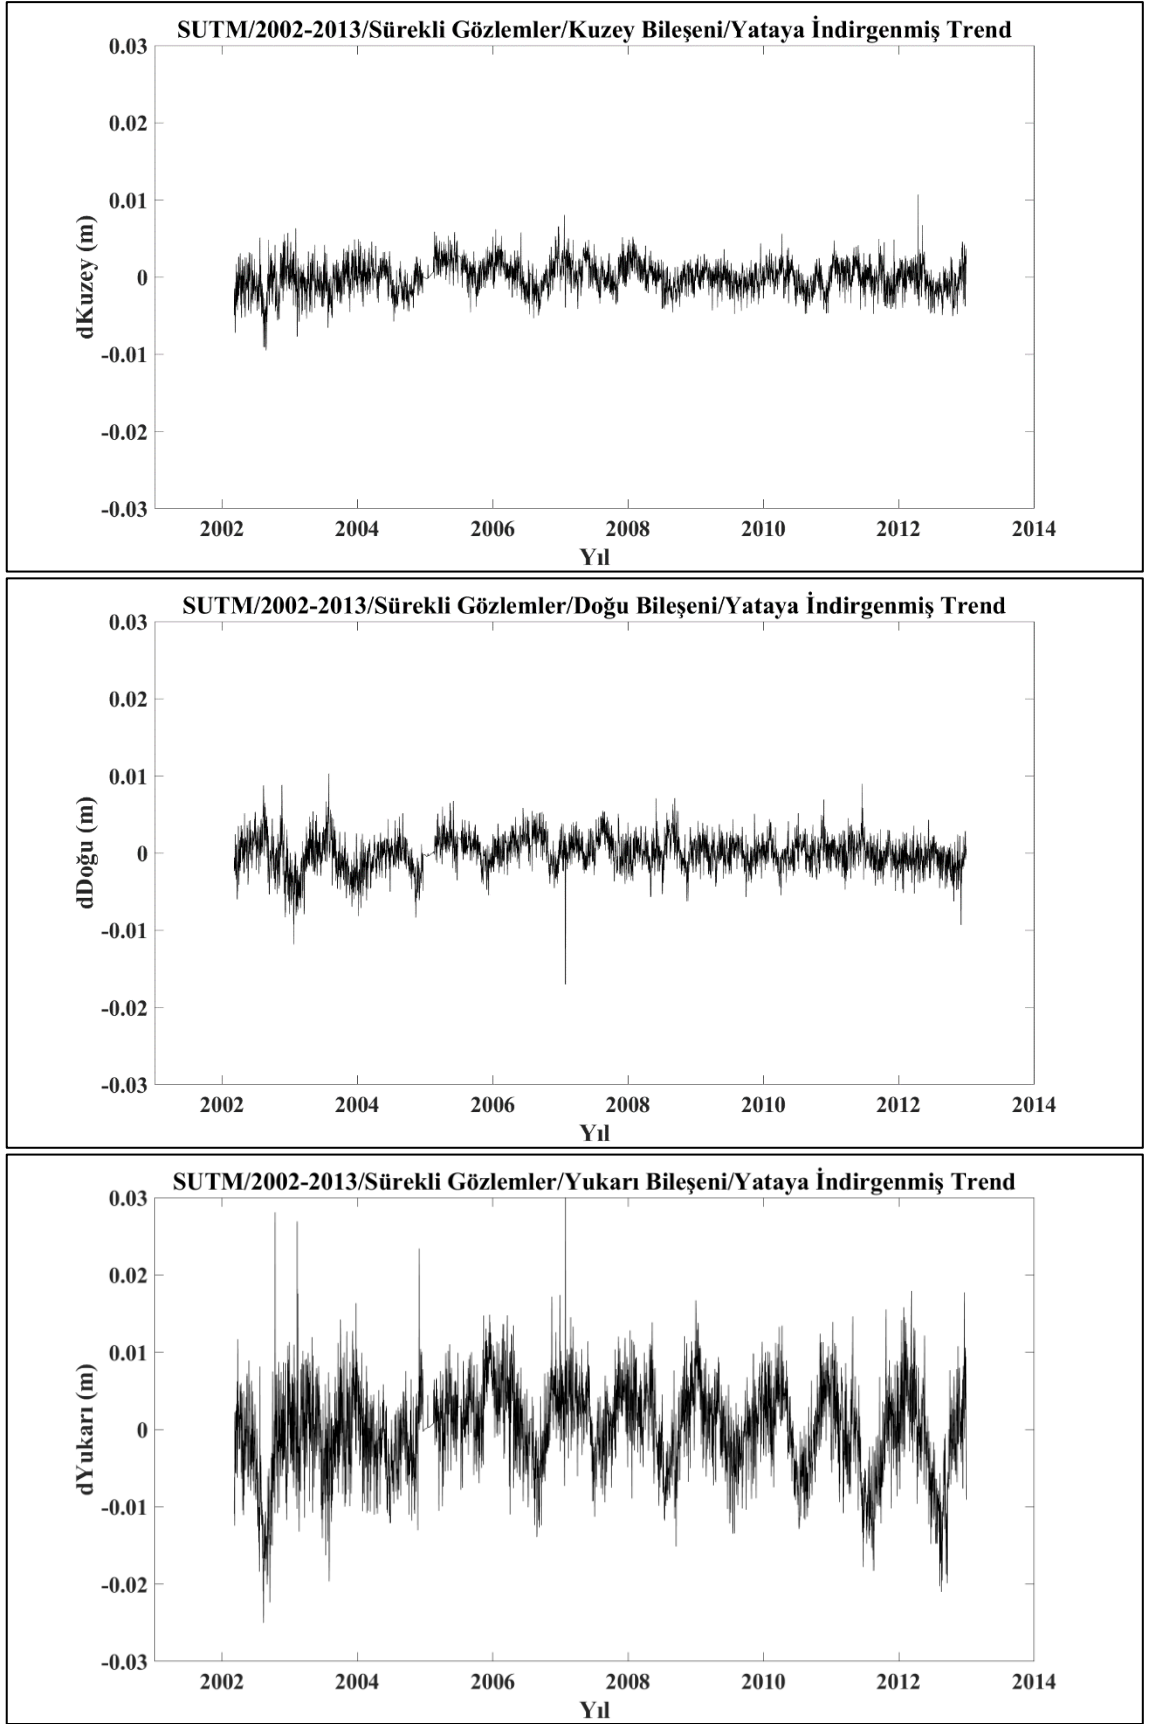 SUTM/2002-2013/Sürekli Gözlemler/Kuzey Bileşeni/Yataya İndirgenmiş Trend
0.03
0.02
0.01
0
-0.01
-0.02
-0.03
dKuzey (m)
2002 2004 2006 2008 2010 2012 2014
Yıl
SUTM/2002-2013/Sürekli Gözlemler/Doğu Bileşeni/Yataya İndirgenmiş Trend
0.03
0.02
0.01
0
-0.01
-0.02
-0.03
dDoğu (m)
2002 2004 2006 2008 2010 2012 2014
Yıl
SUTM/2002-2013/Sürekli Gözlemler/Yukarı Bileşeni/Yataya İndirgenmiş Trend
0.03
0.02
0.01
0
-0.01
-0.02
-0.03
dYukarı (m)
2002 2004 2006 2008 2010 2012 2014
Yıl